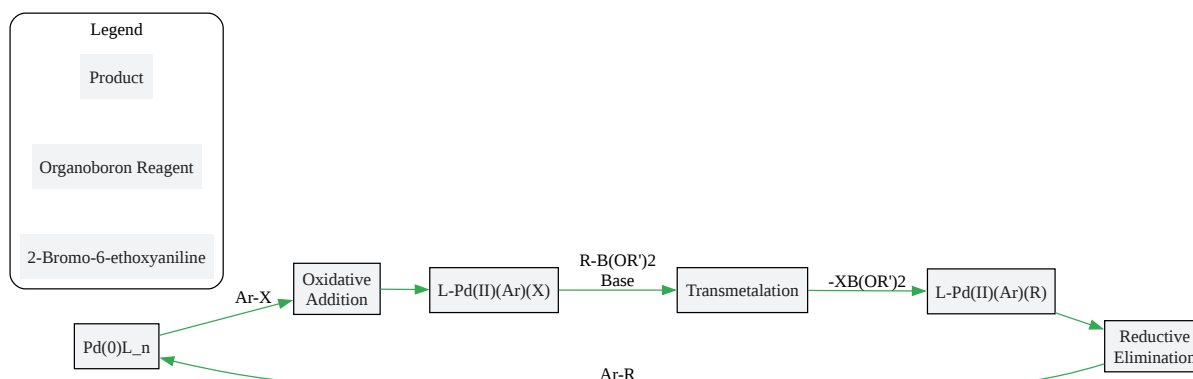 Legend
Product
Organoboron Reagent
2-Bromo-6-ethoxyaniline
Pd(0)L_n
Ar-X
Oxidative
Addition
L-Pd(II)(Ar)(X)
R-B(OR')2
Base
Transmetalation
-XB(OR')2
L-Pd(II)(Ar)(R)
Reductive
Elimination
Ar-R